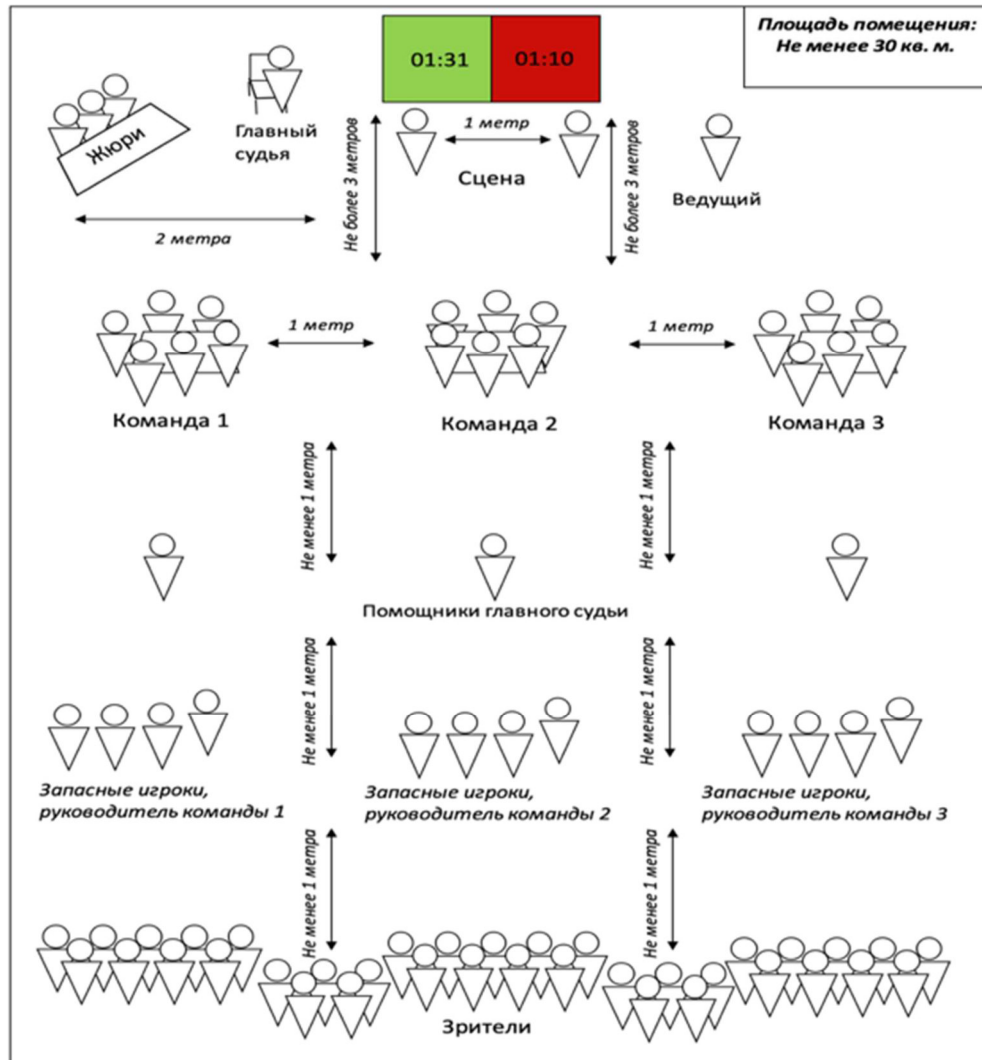 Площадь помещения:
Не менее 30 кв. м.
01:31
01:10
Жюри
Главный
судья
1 метр
Сцена
Ведущий
2 метра
Не более 3 метров
Не более 3 метров
1 метр
1 метр
Команда 1
Команда 2
Команда 3
Не менее 1 метра
Не менее 1 метра
Помощники главного судьи
Не менее 1 метра
Не менее 1 метра
Запасные игроки,
руководитель команды 1
Запасные игроки,
руководитель команды 2
Запасные игроки,
руководитель команды 3
Не менее 1 метра
Не менее 1 метра
Зрители